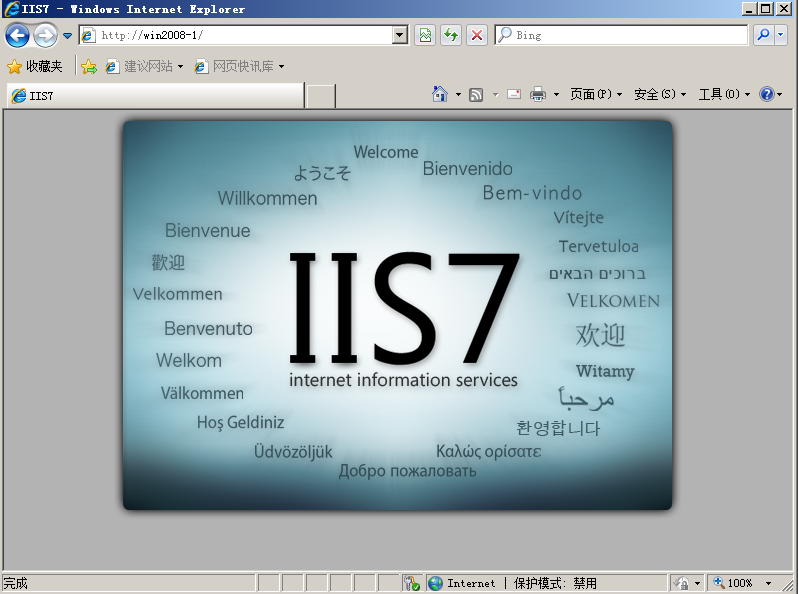 IIS7 - Windows Internet Explorer
http://win2008-1/
Bing
收藏夹
建议网站
网页快讯库
IIS7
页面(P)
安全(S)
工具(O)
Welcome
ようこそ
Bienvenido
Willkommen
Bem-vindo
Vítejte
Bienvenue
Tervetuloa
歡迎
ברוכים הבאים
Velkommen
VELKOMEN
IIS7
Benvenuto
欢迎
Welkom
Witamy
internet information services
Välkommen
مرحباً
Hoş Geldiniz
환영합니다
Üdvözöljük
Καλώς ορίσατε
Добро пожаловать
完成
Internet | 保护模式: 禁用
100%